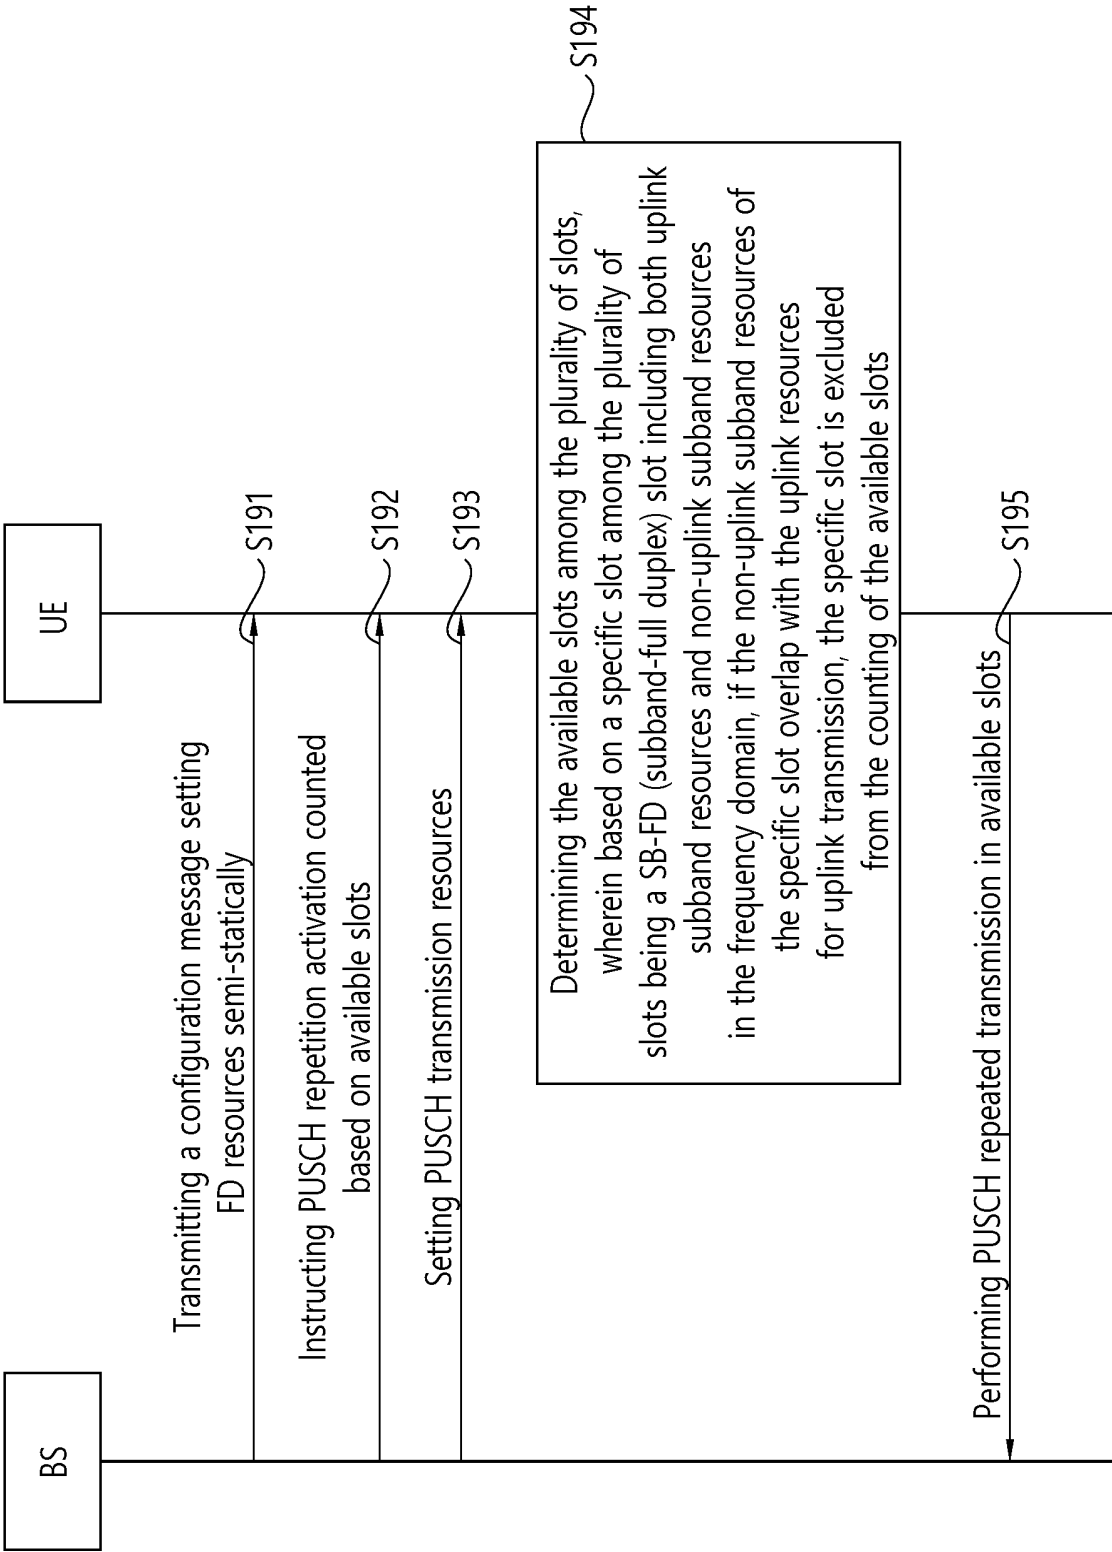 BS
UE
Transmitting a configuration message setting
FD resources semi-statically
S191
Instructing PUSCH repetition activation counted
based on available slots
S192
Setting PUSCH transmission resources
S193
Determining the available slots among the plurality of slots,
wherein based on a specific slot among the plurality of
slots being a SB-FD (subband-full duplex) slot including both uplink
subband resources and non-uplink subband resources
in the frequency domain, if the non-uplink subband resources of
the specific slot overlap with the uplink resources
for uplink transmission, the specific slot is excluded
from the counting of the available slots
S194
Performing PUSCH repeated transmission in available slots
S195